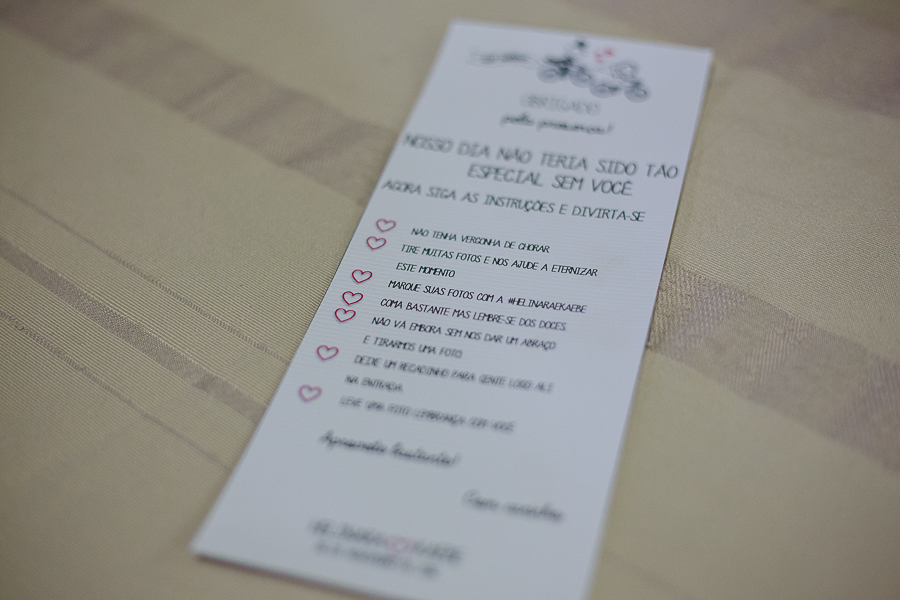 OBRIGADO
pela presença!
NOSSO DIA NÃO TERIA SIDO TÃO
ESPECIAL SEM VOCÊ
AGORA SIGA AS INSTRUÇÕES E DIVIRTA-SE
NÃO TENHA VERGONHA DE CHORAR
TIRE MUITAS FOTOS E NOS AJUDE A ETERNIZAR
ESTE MOMENTO
MARQUE SUAS FOTOS COM A #HELINARAEKAEBE
COMA BASTANTE MAS LEMBRE-SE DOS DOCES
NÃO VÁ EMBORA SEM NOS DAR UM ABRAÇO
E TIRARMOS UMA FOTO
DEIXE UM RECADINHO PARA GENTE LOGO ALI
NA ENTRADA
LEVE UMA FOTO LEMBRANÇA COM VOCÊ
Aproveite bastante!
Com carinho